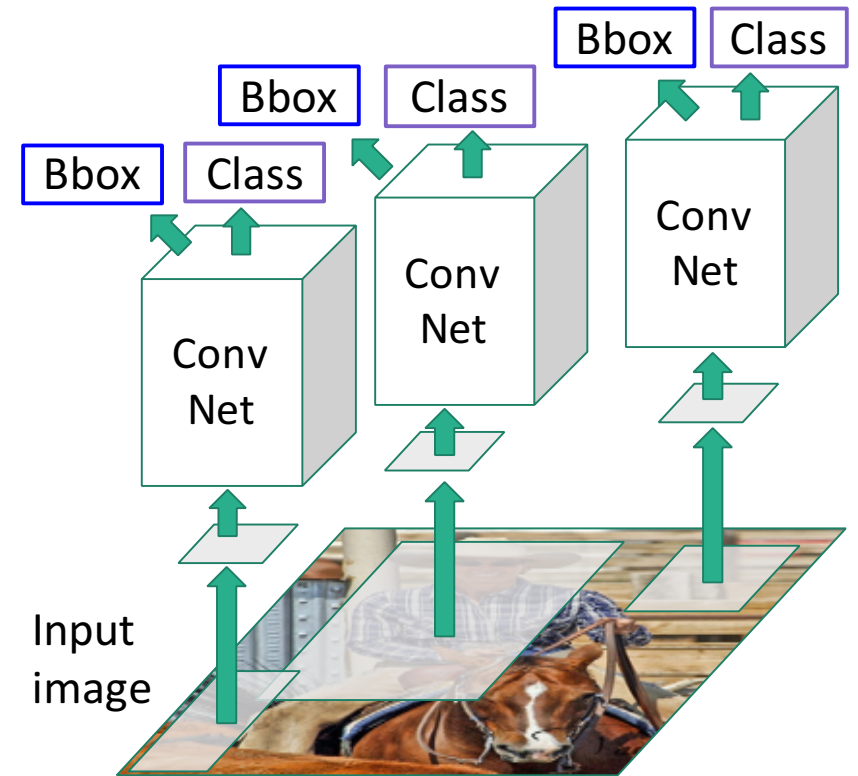 Bbox Class
Bbox Class
Bbox Class
Conv
Net
Conv
Net
Conv
Net
Input
image